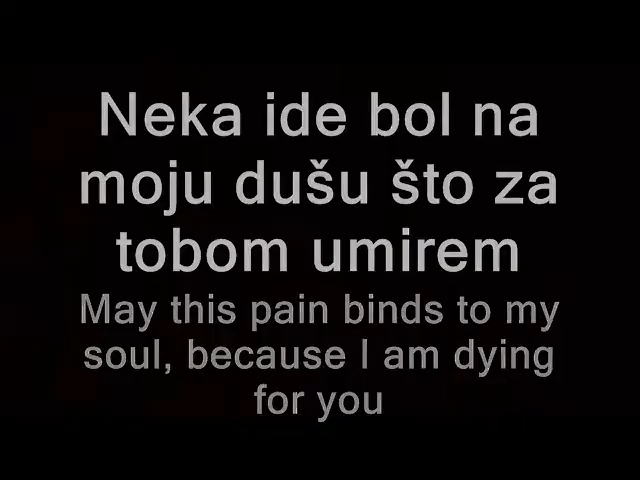 Neka ide bol na
moju dušu što za
tobom umirem
May this pain binds to my
soul, because I am dying
for you